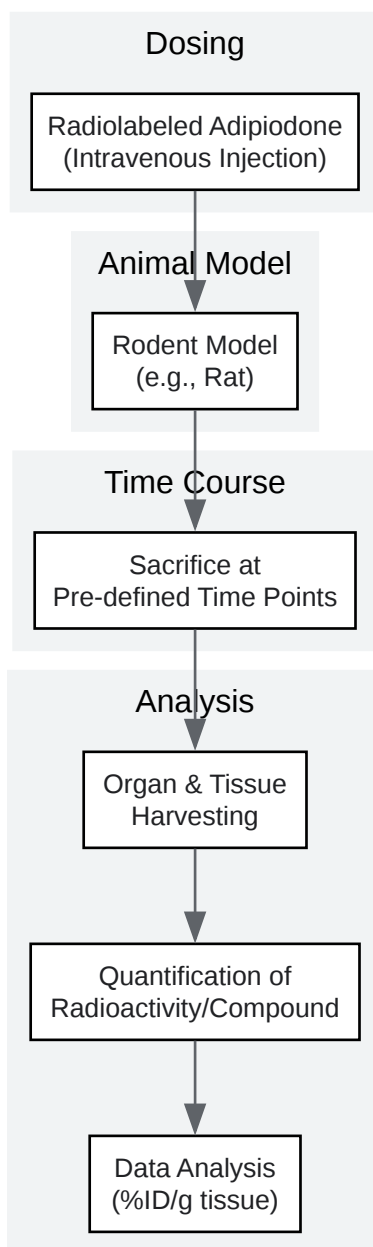 Dosing
Radiolabeled Adipiodone
(Intravenous Injection)
Animal Model
Rodent Model
(e.g., Rat)
Time Course
Sacrifice at
Pre-defined Time Points
Analysis
Organ & Tissue
Harvesting
Quantification of
Radioactivity/Compound
Data Analysis
(%ID/g tissue)